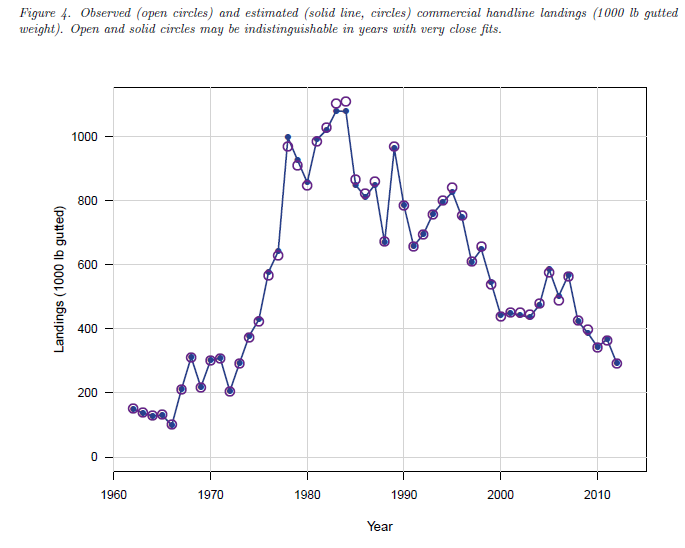 Figure 4. Observed (open circles) and estimated (solid line, circles) commercial handline landings (1000 lb gutted
weight). Open and solid circles may be indistinguishable in years with very close fits.
1000
800
600
400
200
0
Landings (1000 lb gutted)
1960 1970 1980 1990 2000 2010
Year